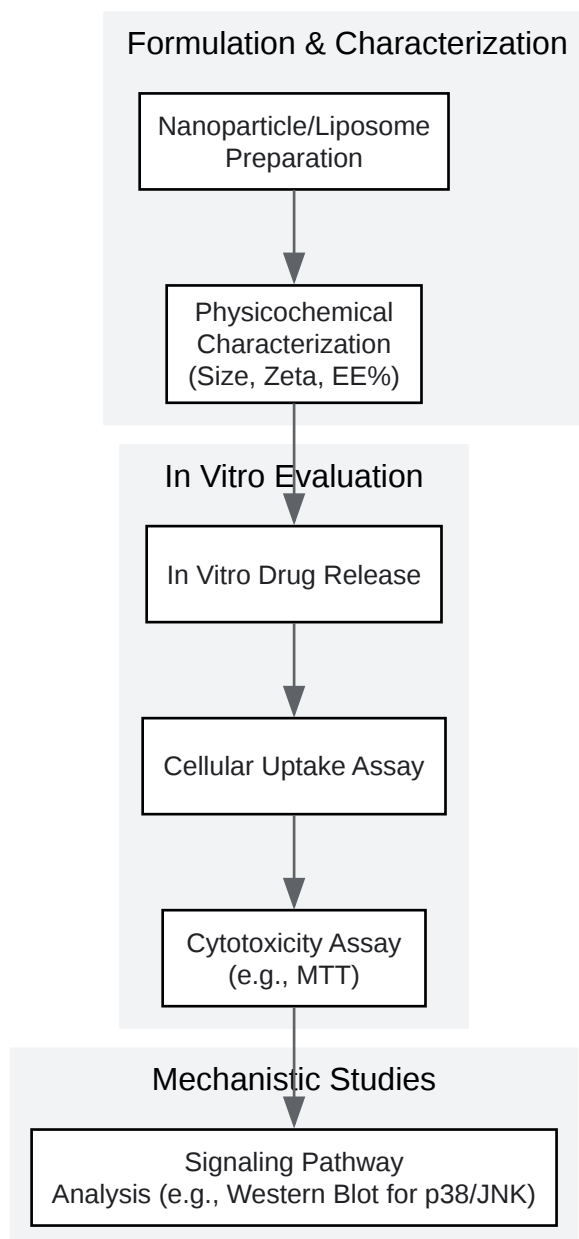 Formulation & Characterization
Nanoparticle/Liposome
Preparation
Physicochemical
Characterization
(Size, Zeta, EE%)
In Vitro Evaluation
In Vitro Drug Release
Cellular Uptake Assay
Cytotoxicity Assay
(e.g., MTT)
Mechanistic Studies
Signaling Pathway
Analysis (e.g., Western Blot for p38/JNK)